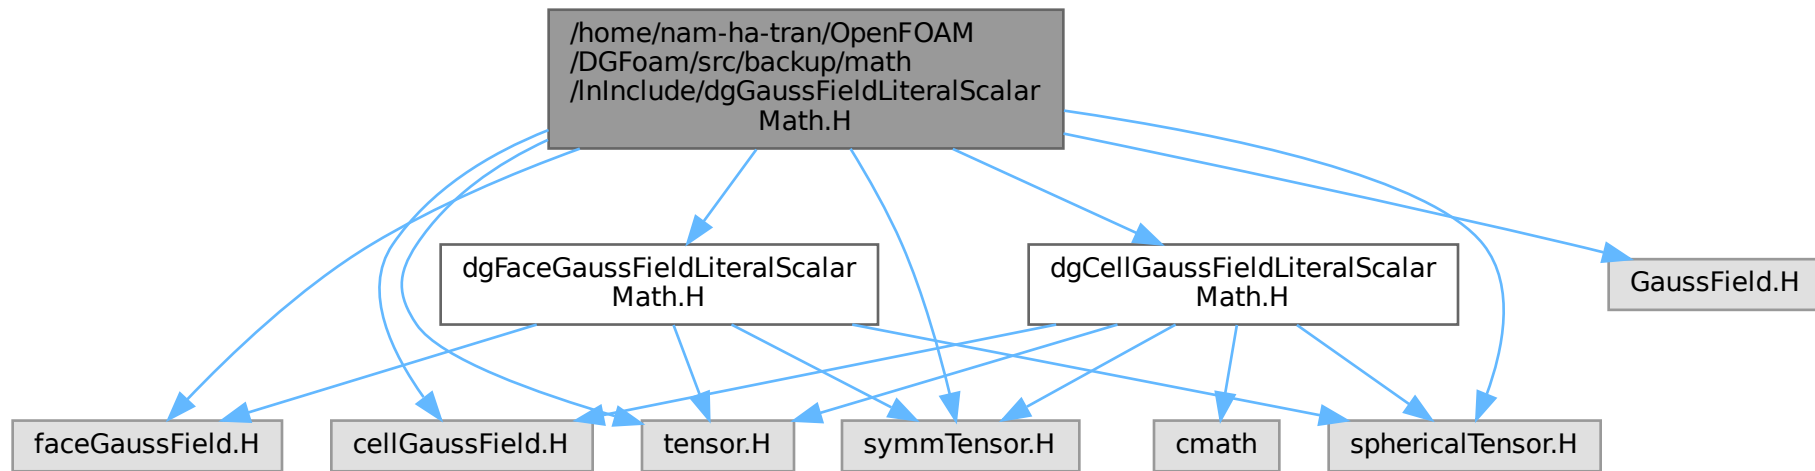 /home/nam-ha-tran/OpenFOAM
/DGFoam/src/backup/math
/lnInclude/dgGaussFieldLiteralScalar
Math.H
dgFaceGaussFieldLiteralScalar
Math.H
dgCellGaussFieldLiteralScalar
Math.H
GaussField.H
faceGaussField.H
cellGaussField.H
tensor.H
symmTensor.H
cmath
sphericalTensor.H